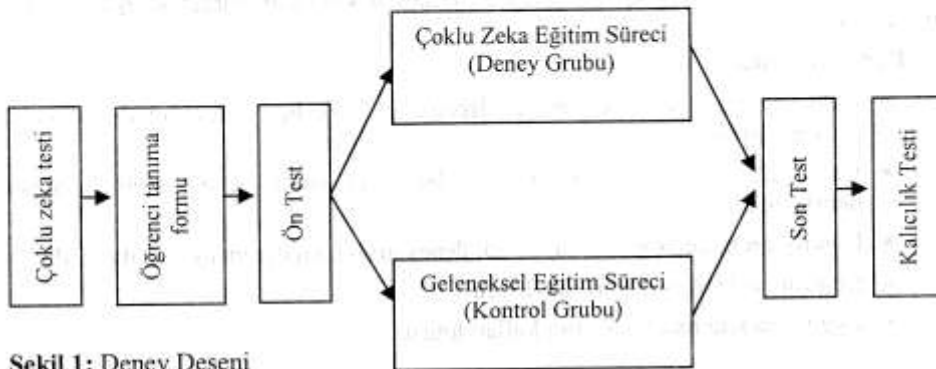 Çoklu zeka testi
Öğrenci tanıma
formu
Ön Test
Çoklu Zeka Eğitim Süreci
(Deney Grubu)
Geleneksel Eğitim Süreci
(Kontrol Grubu)
Son Test
Kalıcılık Testi
Şekil 1: Deney Deseni